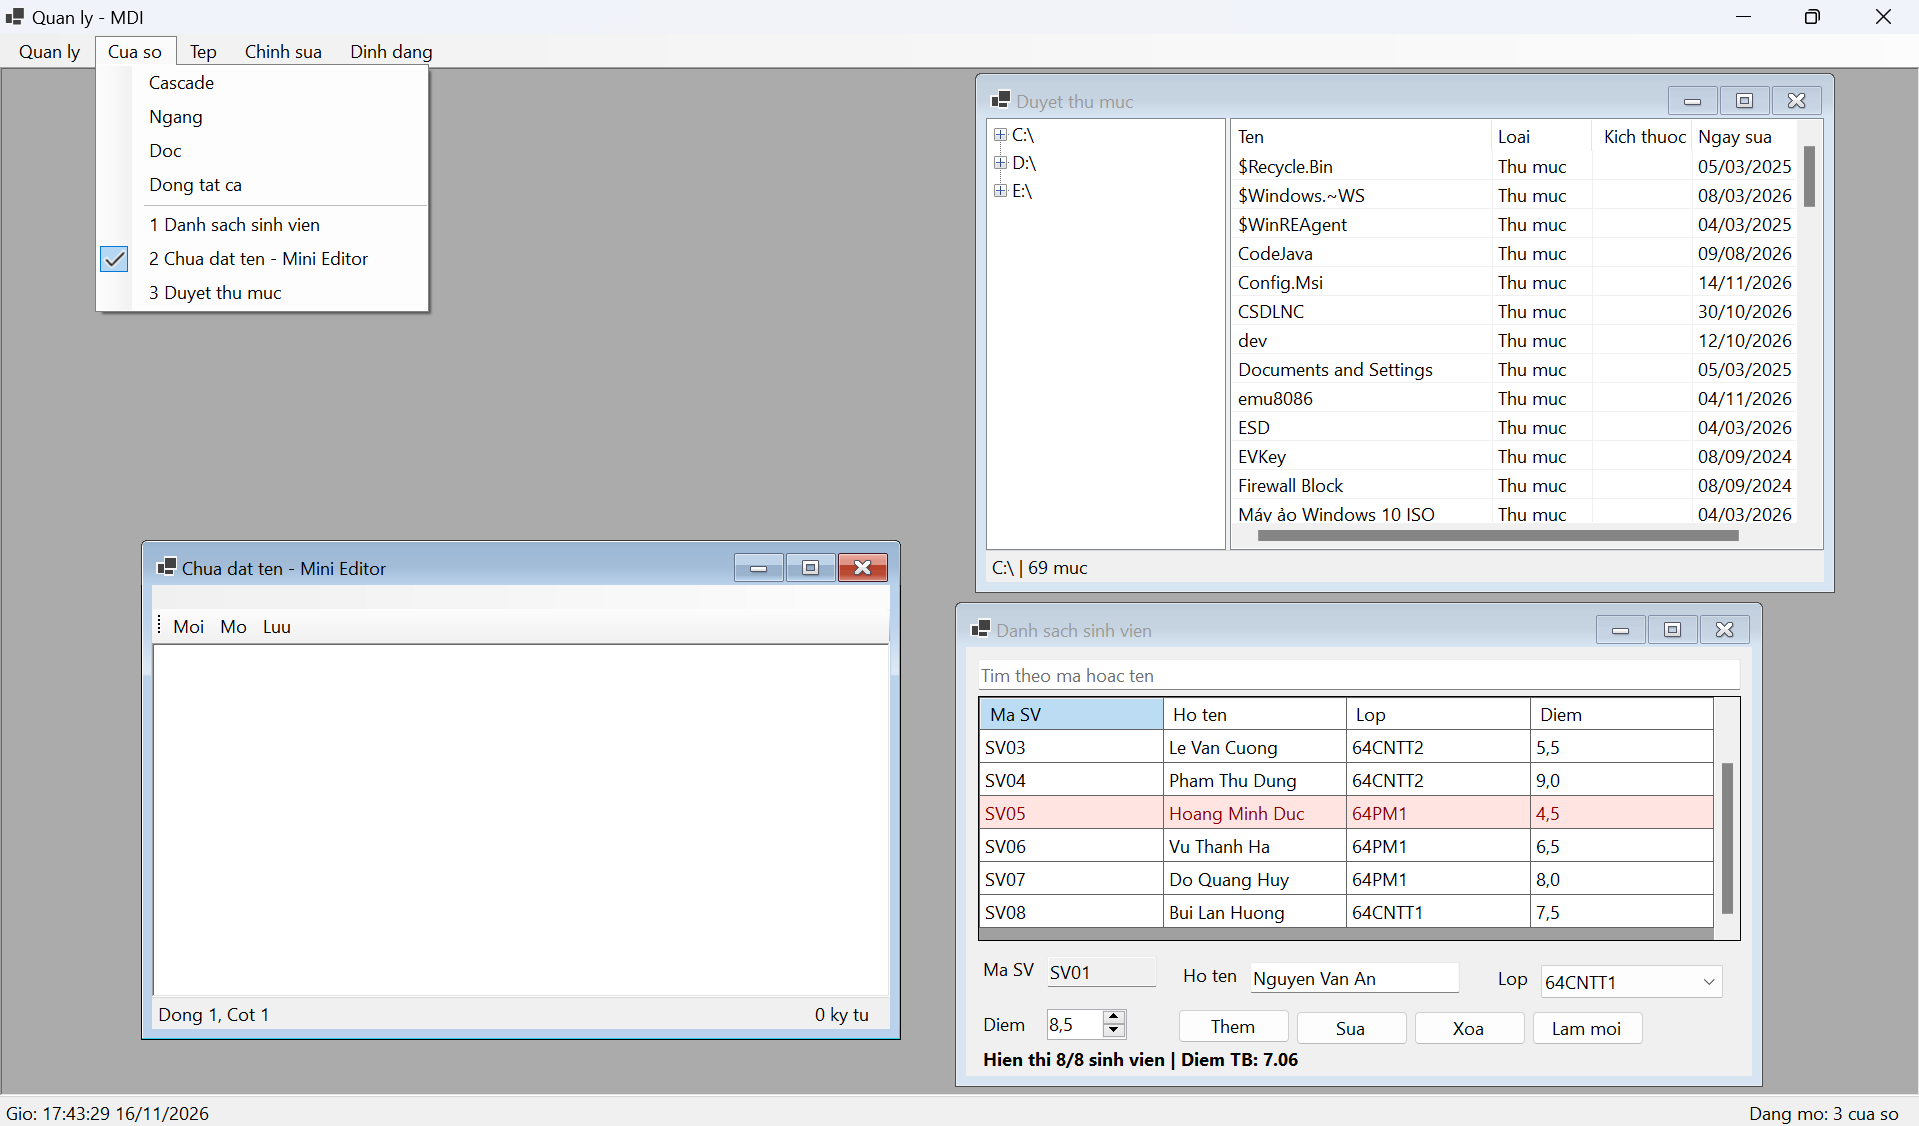 Quan ly - MDI
Quan ly Cua so Tep Chinh sua Dinh dang
Cascade
Ngang
Doc
Dong tat ca
1 Danh sach sinh vien
2 Chua dat ten - Mini Editor
3 Duyet thu muc
Duyet thu muc
C:\
D:\
E:\
Ten Loai Kich thuoc Ngay sua
$Recycle.Bin Thu muc 05/03/2025
$Windows.~WS Thu muc 08/03/2026
$WinREAgent Thu muc 04/03/2025
CodeJava Thu muc 09/08/2026
Config.Msi Thu muc 14/11/2026
CSDLNC Thu muc 30/10/2026
dev Thu muc 12/10/2026
Documents and Settings Thu muc 05/03/2025
emu8086 Thu muc 04/11/2026
ESD Thu muc 04/03/2026
EVKey Thu muc 08/09/2024
Firewall Block Thu muc 08/09/2024
Máy ảo Windows 10 ISO Thu muc 04/03/2026
C:\ | 69 muc
Chua dat ten - Mini Editor
Moi Mo Luu
Dong 1, Cot 1 0 ky tu
Danh sach sinh vien
Tim theo ma hoac ten
Ma SV Ho ten Lop Diem
SV03 Le Van Cuong 64CNTT2 5,5
SV04 Pham Thu Dung 64CNTT2 9,0
SV05 Hoang Minh Duc 64PM1 4,5
SV06 Vu Thanh Ha 64PM1 6,5
SV07 Do Quang Huy 64PM1 8,0
SV08 Bui Lan Huong 64CNTT1 7,5
Ma SV SV01 Ho ten Nguyen Van An Lop 64CNTT1
Diem 8,5 Them Sua Xoa Lam moi
Hien thi 8/8 sinh vien | Diem TB: 7.06
Gio: 17:43:29 16/11/2026 Dang mo: 3 cua so